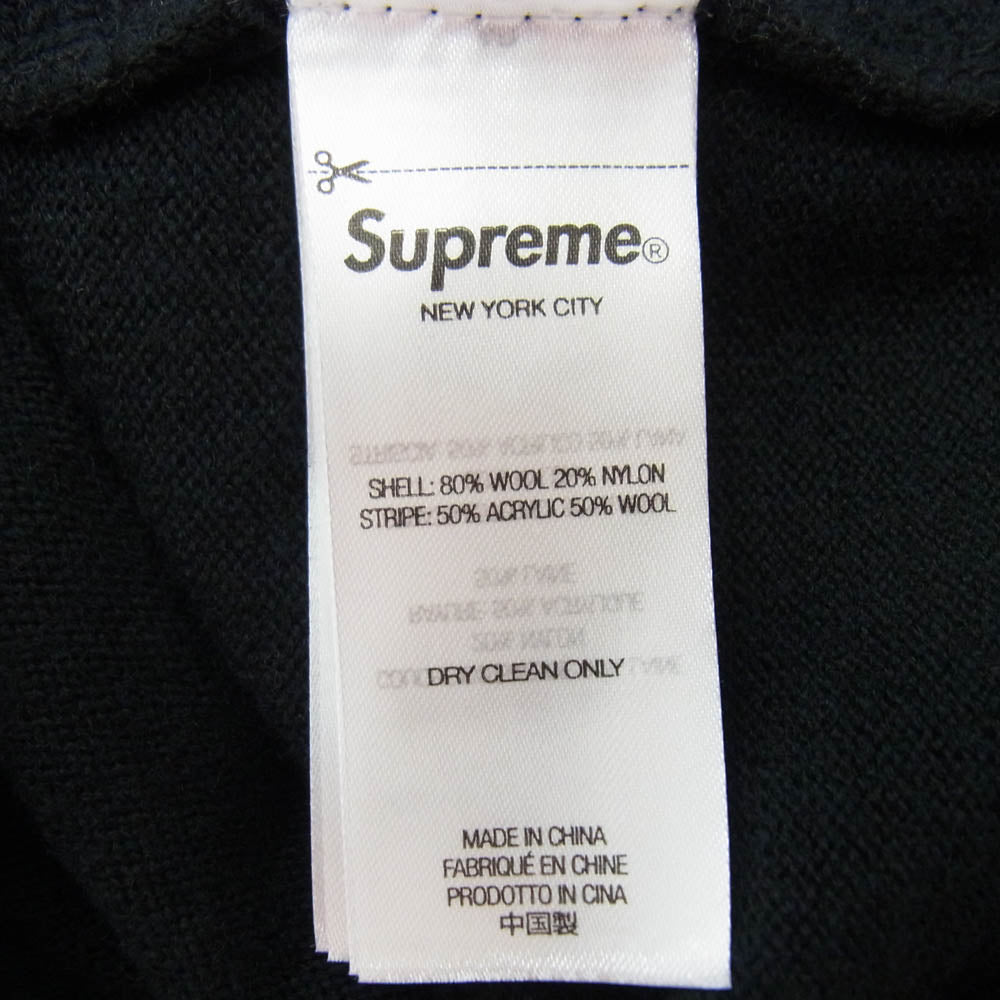 Supreme®
NEW YORK CITY
SHELL: 80% WOOL 20% NYLON
STRIPE: 50% ACRYLIC 50% WOOL
DRY CLEAN ONLY
MADE IN CHINA
FABRIQUÉ EN CHINE
PRODOTTO IN CINA
中国製